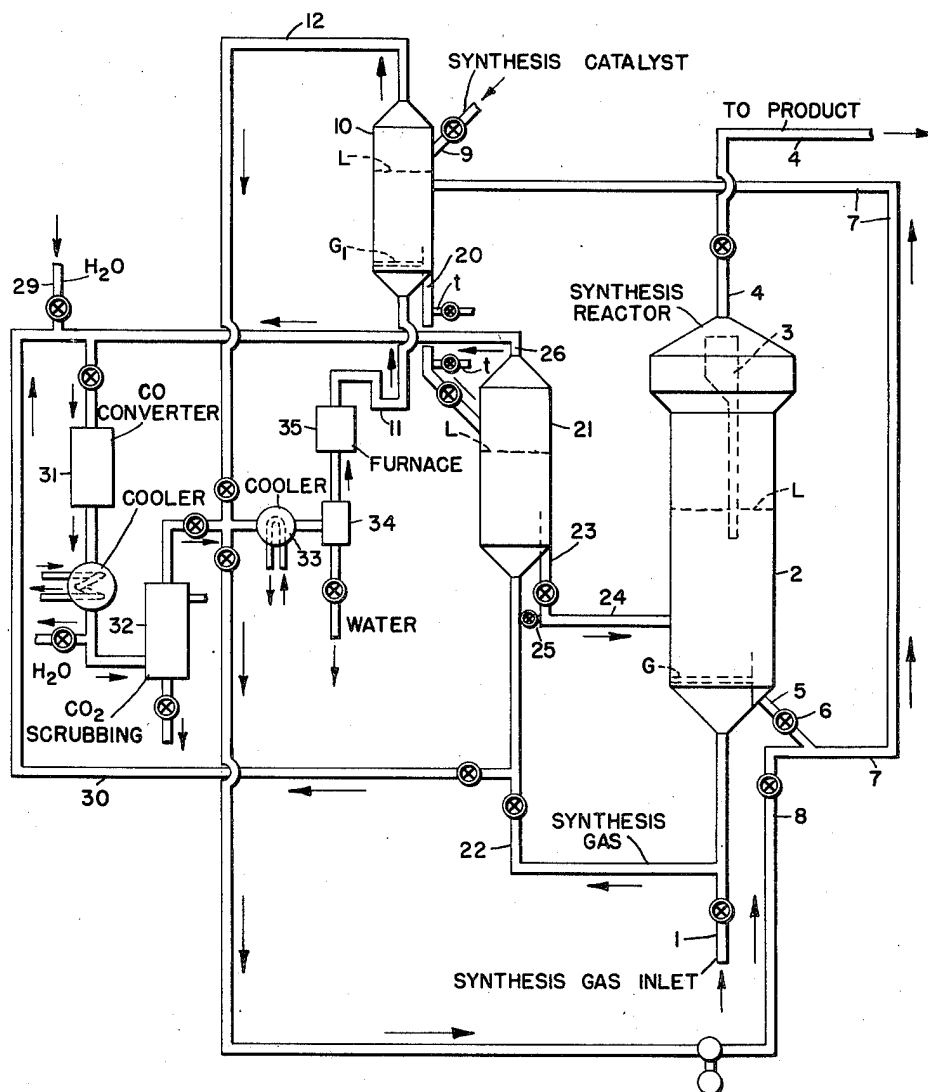 12
SYNTHESIS CATALYST
10
9
L
TO PRODUCT
4
7
G1
20
t
29
H2O
4
SYNTHESIS
REACTOR
3
26
t
CO
CONVERTER
31
35
11
L
21
FURNACE
COOLER
COOLER
34
33
23
L
2
32
24
WATER
25
H2O
G
5
6
CO2
SCRUBBING
7
30
8
SYNTHESIS
GAS
22
1
SYNTHESIS GAS INLET